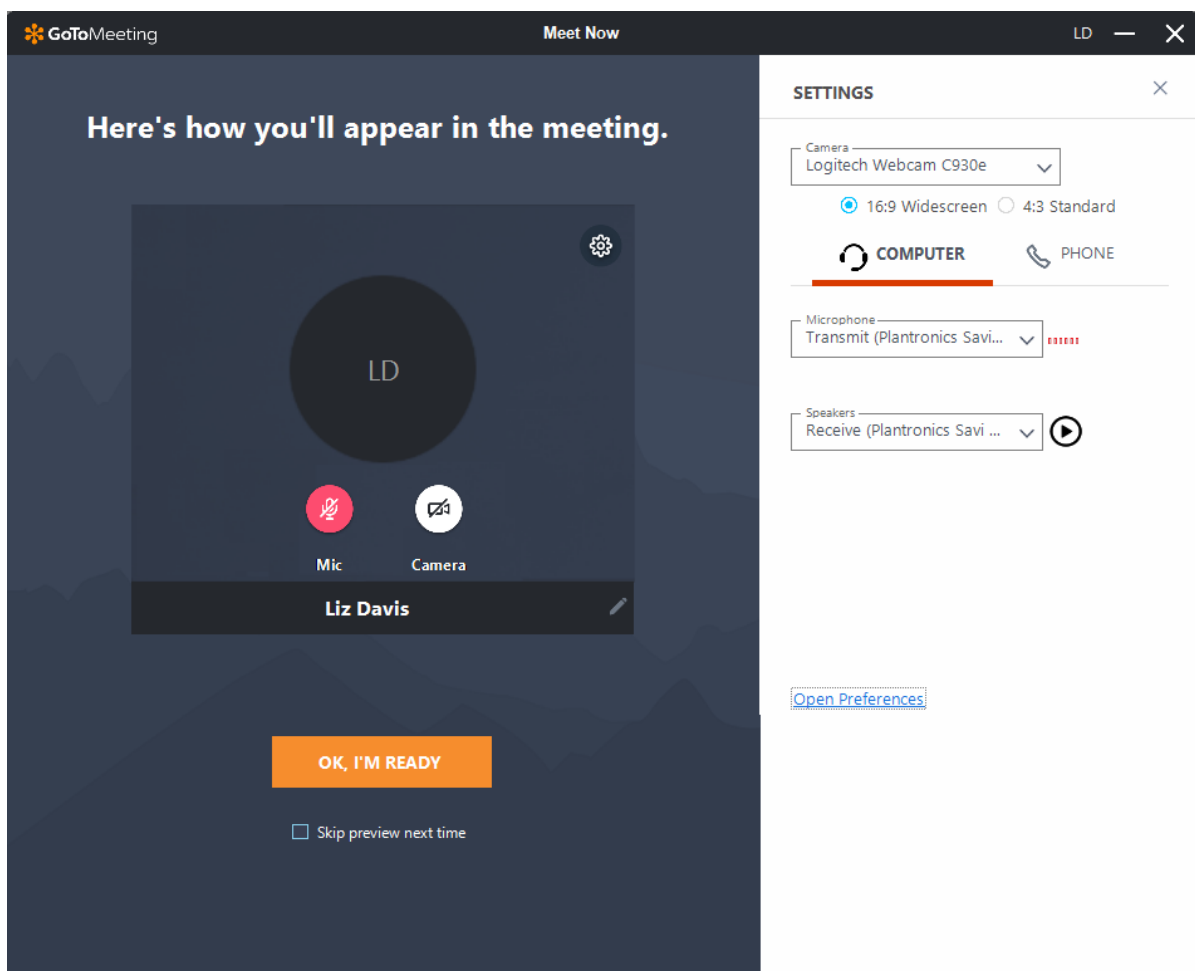 GoToMeeting
Meet Now
LD
Here's how you'll appear in the meeting.
LD
Mic
Camera
Liz Davis
OK, I'M READY
Skip preview next time
SETTINGS
Camera
Logitech Webcam C930e
16:9 Widescreen
4:3 Standard
COMPUTER
PHONE
Microphone
Transmit (Plantronics Savi...
Speakers
Receive (Plantronics Savi ...
Open Preferences